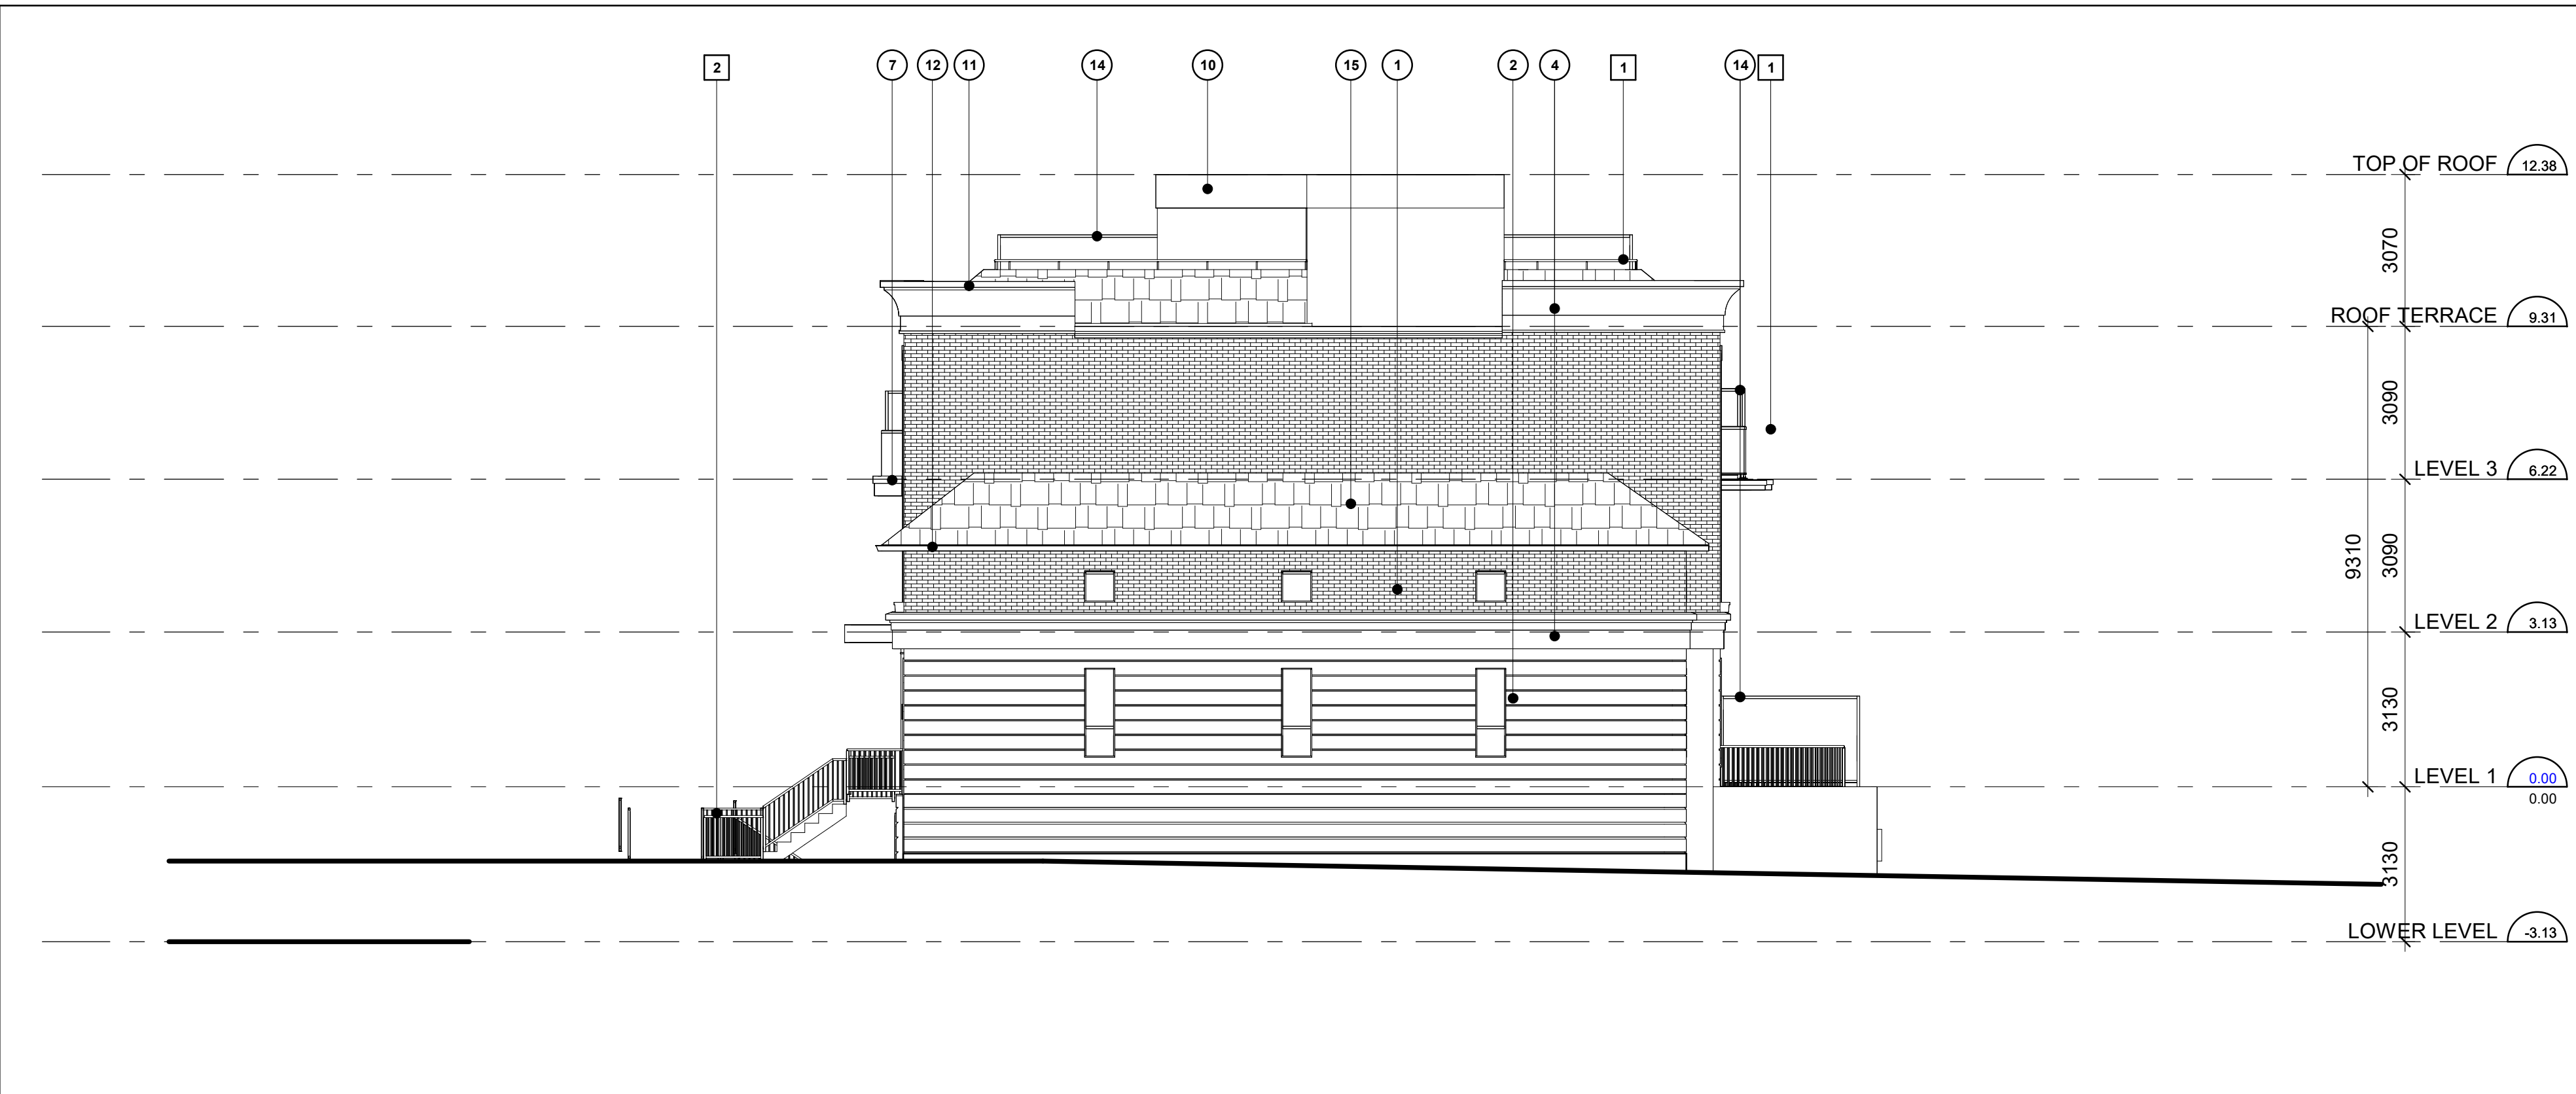 2 7 12 11 14 10 15 1 2 4 1 14 1
TOP OF ROOF 12.38
3070
ROOF TERRACE 9.31
3090
LEVEL 3 6.22
9310 3090
LEVEL 2 3.13
3130
LEVEL 1 0.00
0.00
3130
LOWER LEVEL -3.13